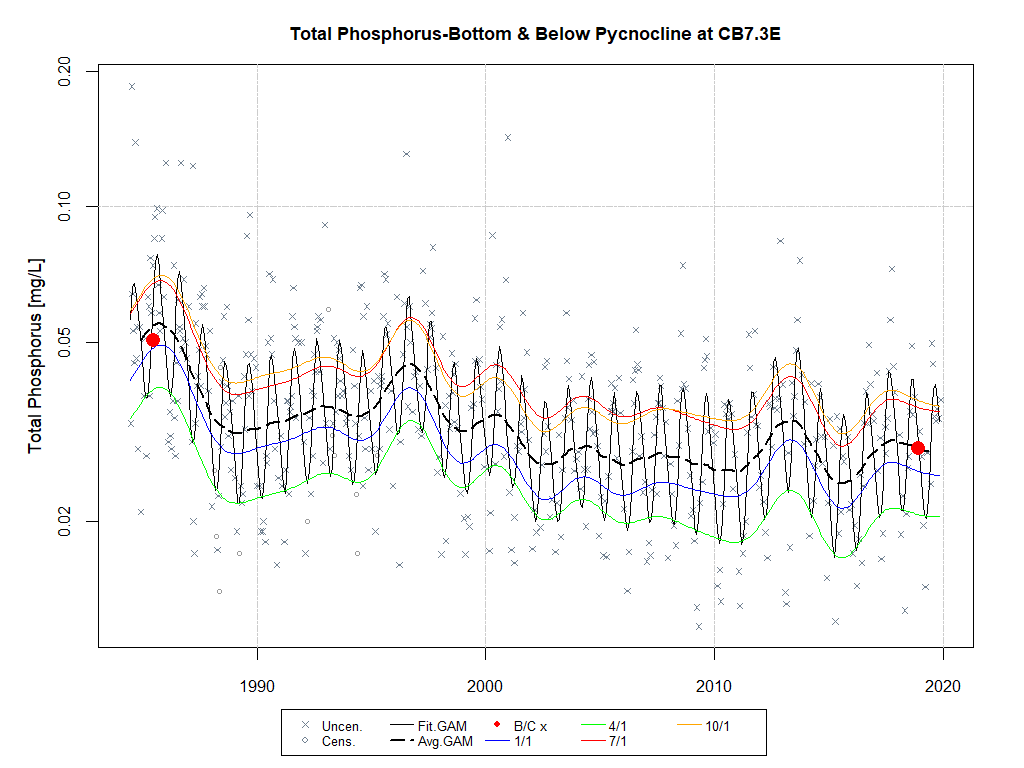 Total Phosphorus-Bottom & Below Pycnocline at CB7.3E
Total Phosphorus [mg/L]
0.20
0.10
0.05
0.02
1990 2000 2010 2020
Uncen. Fit.GAM B/C x 4/1 10/1
Cens. Avg.GAM 1/1 7/1